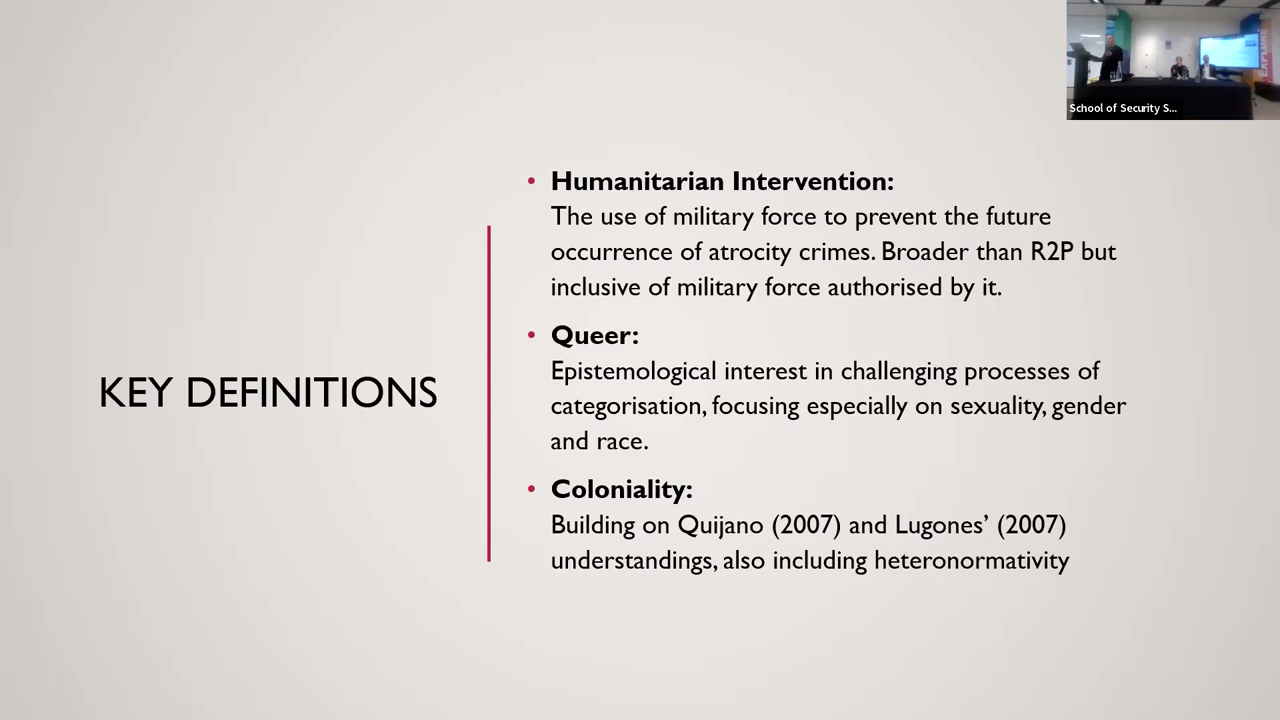 School of Security S...
KEY DEFINITIONS
• Humanitarian Intervention:
The use of military force to prevent the future
occurrence of atrocity crimes. Broader than R2P but
inclusive of military force authorised by it.
• Queer:
Epistemological interest in challenging processes of
categorisation, focusing especially on sexuality, gender
and race.
• Coloniality:
Building on Quijano (2007) and Lugones’ (2007)
understandings, also including heteronormativity
EXPLORE